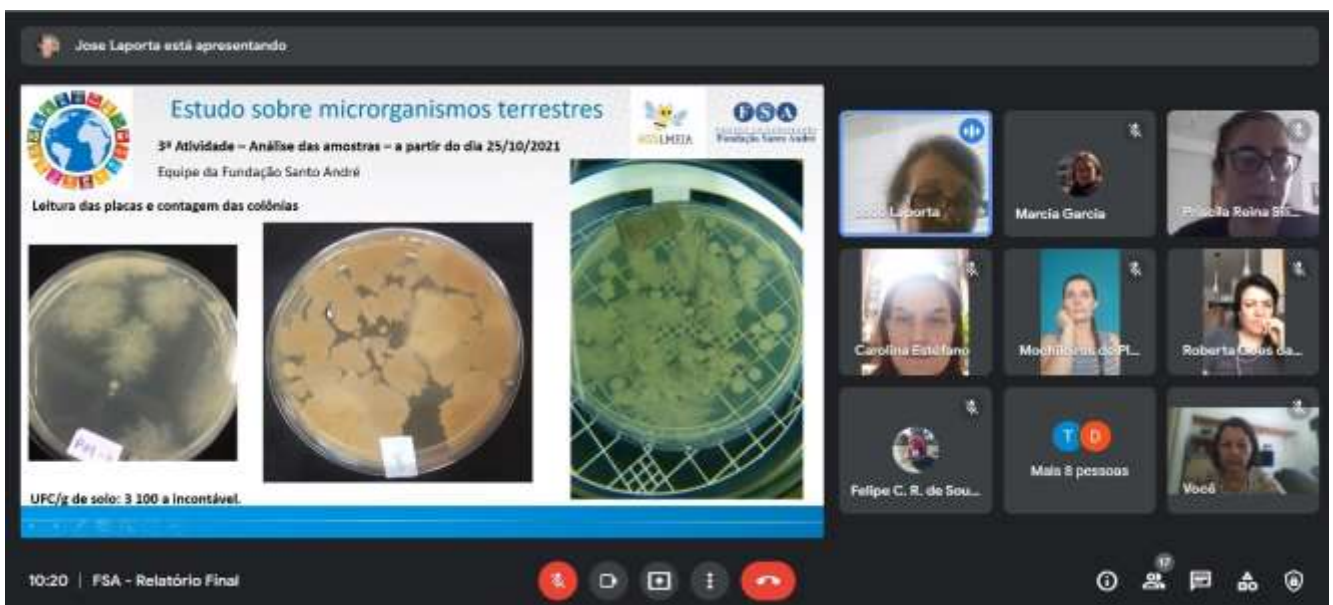 Jose Laporta está apresentando
Estudo sobre microrganismos terrestres
FSA
Fundação Santo André
3ª Atividade – Análise das amostras – a partir do dia 25/10/2021
Equipe da Fundação Santo André
Leitura das placas e contagem das colônias
UFC/g de solo: 3 100 a incontável.
Jose Laporta
Marcia Garcia
Carolina Estéfano
Roberta
Felipe C. R. de Sou...
T D
Mais 8 pessoas
Você
10:20 | FSA - Relatório Final
17